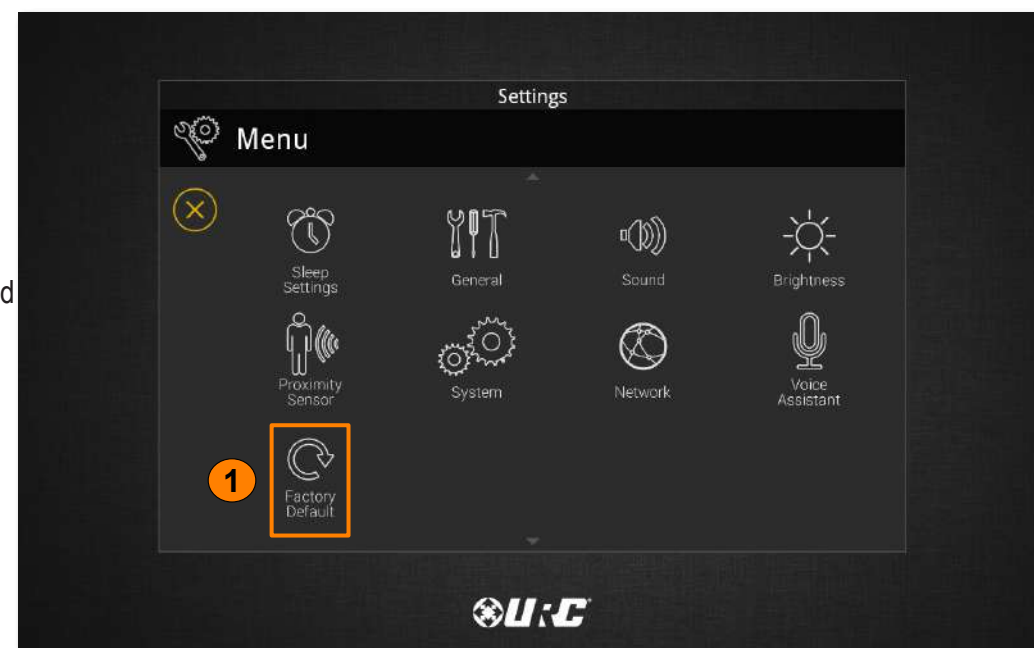 Settings
Menu
Sleep
Settings
General
Sound
Brightness
d
Proximity
Sensor
System
Network
Voice
Assistant
1
Factory
Default
URC